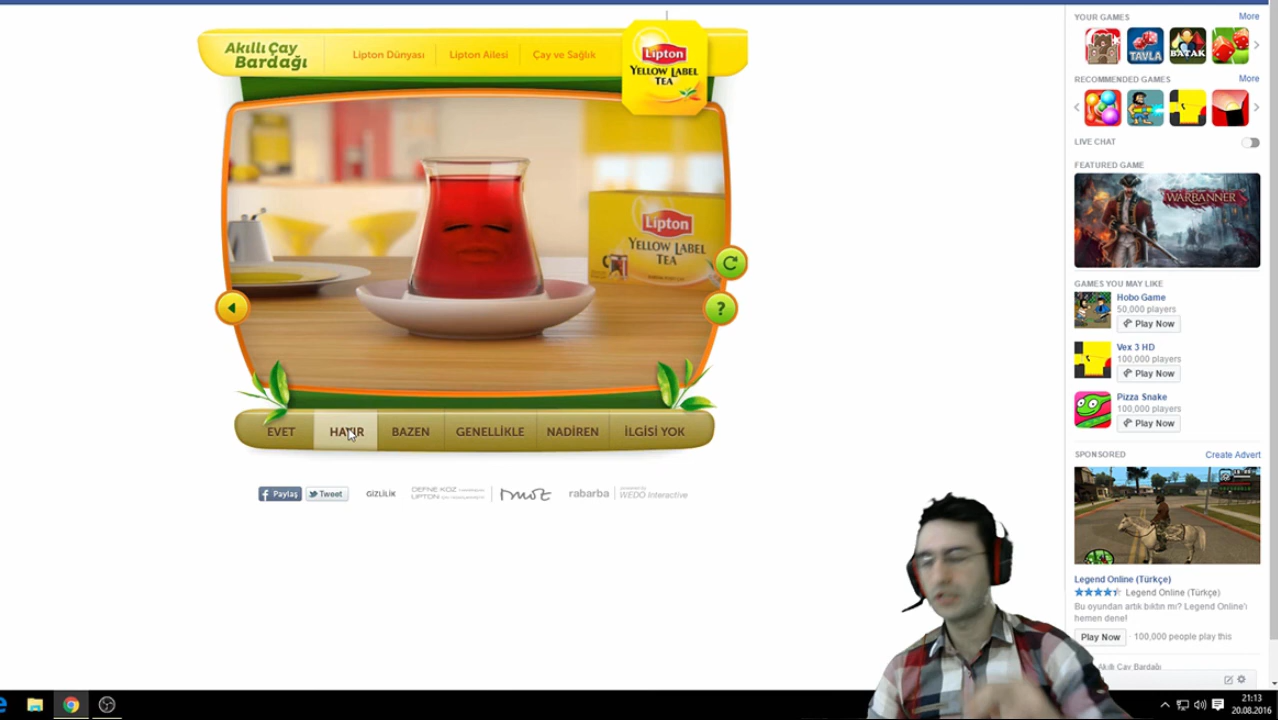 Akıllı Çay
Bardağı
Lipton Dünyası
Lipton Ailesi
Çay ve Sağlık
Lipton
YELLOW LABEL
TEA
Lipton
YELLOW LABEL
TEA
?
EVET
HAYIR
BAZEN
GENELLİKLE
NADİREN
İLGİSİ YOK
Paylaş
Tweet
GİZLİLİK
DEFNE KOZ
LIPTON
rabarba
powered by
WEDO Interactive
YOUR GAMES
More
TAVLA
BATAK
RECOMMENDED GAMES
More
LIVE CHAT
FEATURED GAME
WARBANNER
GAMES YOU MAY LIKE
Hobo Game
50,000 players
Play Now
Vex 3 HD
100,000 players
Play Now
Pizza Snake
100,000 players
Play Now
SPONSORED
Create Advert
Legend Online (Türkçe)
Legend Online (Türkçe)
Bu oyundan artık bıktın mı? Legend Online'ı
hemen dene!
Play Now
100,000 people play this
Akıllı Çay Bardağı
21:13
20.08.2016